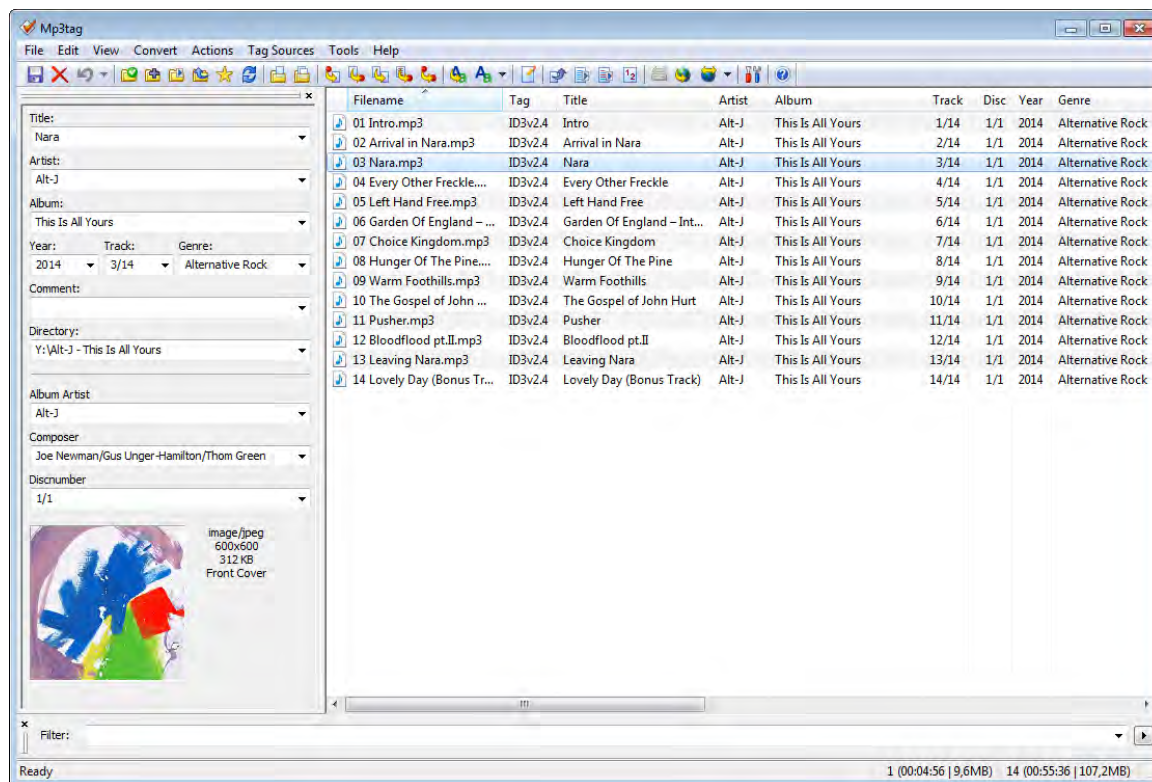 Mp3tag
File Edit View Convert Actions Tag Sources Tools Help
Title:
Nara
Artist:
Alt-J
Album:
This Is All Yours
Year: Track: Genre:
2014 3/14 Alternative Rock
Comment:
Directory:
Y:\Alt-J - This Is All Yours
Album Artist
Alt-J
Composer
Joe Newman/Gus Unger-Hamilton/Thom Green
Discnumber
1/1
image/jpeg
600x600
312 KB
Front Cover
Filename Tag Title Artist Album Track Disc Year Genre
01 Intro.mp3 ID3v2.4 Intro Alt-J This Is All Yours 1/14 1/1 2014 Alternative Rock
02 Arrival in Nara.mp3 ID3v2.4 Arrival in Nara Alt-J This Is All Yours 2/14 1/1 2014 Alternative Rock
03 Nara.mp3 ID3v2.4 Nara Alt-J This Is All Yours 3/14 1/1 2014 Alternative Rock
04 Every Other Freckle.... ID3v2.4 Every Other Freckle Alt-J This Is All Yours 4/14 1/1 2014 Alternative Rock
05 Left Hand Free.mp3 ID3v2.4 Left Hand Free Alt-J This Is All Yours 5/14 1/1 2014 Alternative Rock
06 Garden Of England – ... ID3v2.4 Garden Of England – Int... Alt-J This Is All Yours 6/14 1/1 2014 Alternative Rock
07 Choice Kingdom.mp3 ID3v2.4 Choice Kingdom Alt-J This Is All Yours 7/14 1/1 2014 Alternative Rock
08 Hunger Of The Pine.... ID3v2.4 Hunger Of The Pine Alt-J This Is All Yours 8/14 1/1 2014 Alternative Rock
09 Warm Foothills.mp3 ID3v2.4 Warm Foothills Alt-J This Is All Yours 9/14 1/1 2014 Alternative Rock
10 The Gospel of John ... ID3v2.4 The Gospel of John Hurt Alt-J This Is All Yours 10/14 1/1 2014 Alternative Rock
11 Pusher.mp3 ID3v2.4 Pusher Alt-J This Is All Yours 11/14 1/1 2014 Alternative Rock
12 Bloodflood pt.II.mp3 ID3v2.4 Bloodflood pt.II Alt-J This Is All Yours 12/14 1/1 2014 Alternative Rock
13 Leaving Nara.mp3 ID3v2.4 Leaving Nara Alt-J This Is All Yours 13/14 1/1 2014 Alternative Rock
14 Lovely Day (Bonus Tr... ID3v2.4 Lovely Day (Bonus Track) Alt-J This Is All Yours 14/14 1/1 2014 Alternative Rock
Filter:
Ready 1 (00:04:56 | 9,6MB) 14 (00:55:36 | 107,2MB)